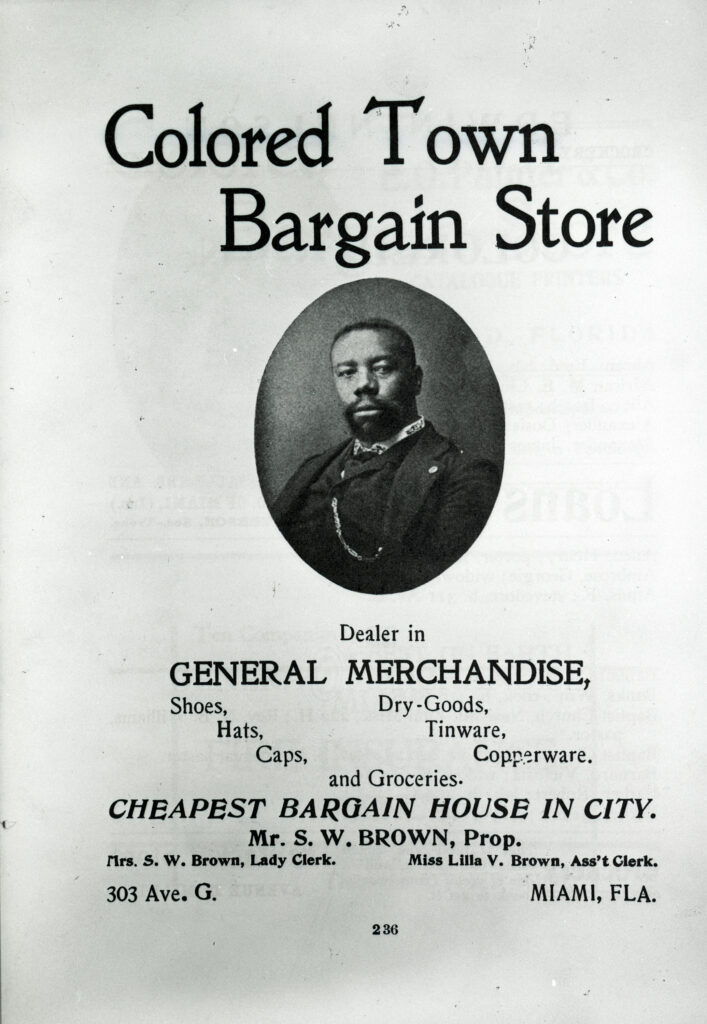 Colored Town
Bargain Store
Dealer in
GENERAL MERCHANDISE,
Shoes, Dry-Goods,
Hats, Tinware,
Caps, Copperware.
and Groceries.
CHEAPEST BARGAIN HOUSE IN CITY.
Mr. S. W. BROWN, Prop.
Mrs. S. W. Brown, Lady Clerk. Miss Lilla V. Brown, Ass't Clerk.
303 Ave. G. MIAMI, FLA.
236